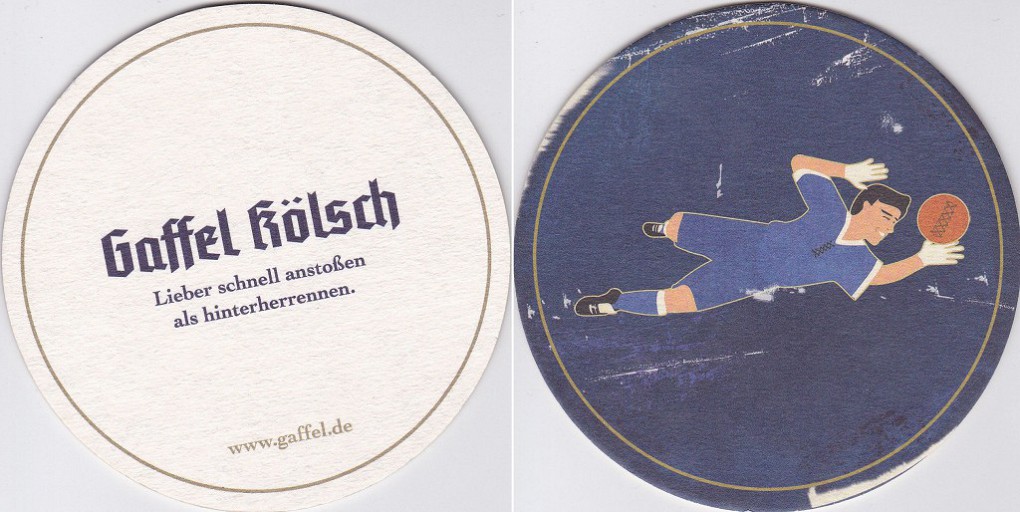 Gaffel Kölsch
Lieber schnell anstoßen
als hinterherrennen.
www.gaffel.de